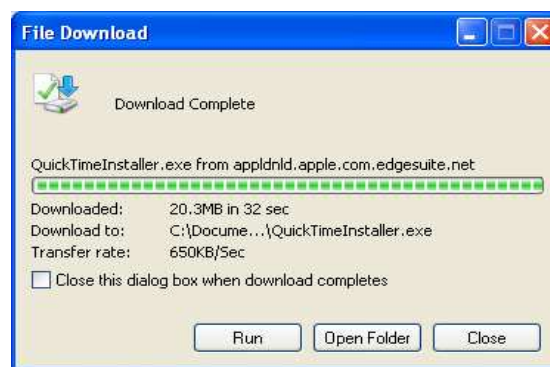 File Download
Download Complete
QuickTimeInstaller.exe from appldnld.apple.com.edgesuite.net
Downloaded: 20.3MB in 32 sec
Download to: C:\Docume...\QuickTimeInstaller.exe
Transfer rate: 650KB/Sec
Close this dialog box when download completes
Run Open Folder Close